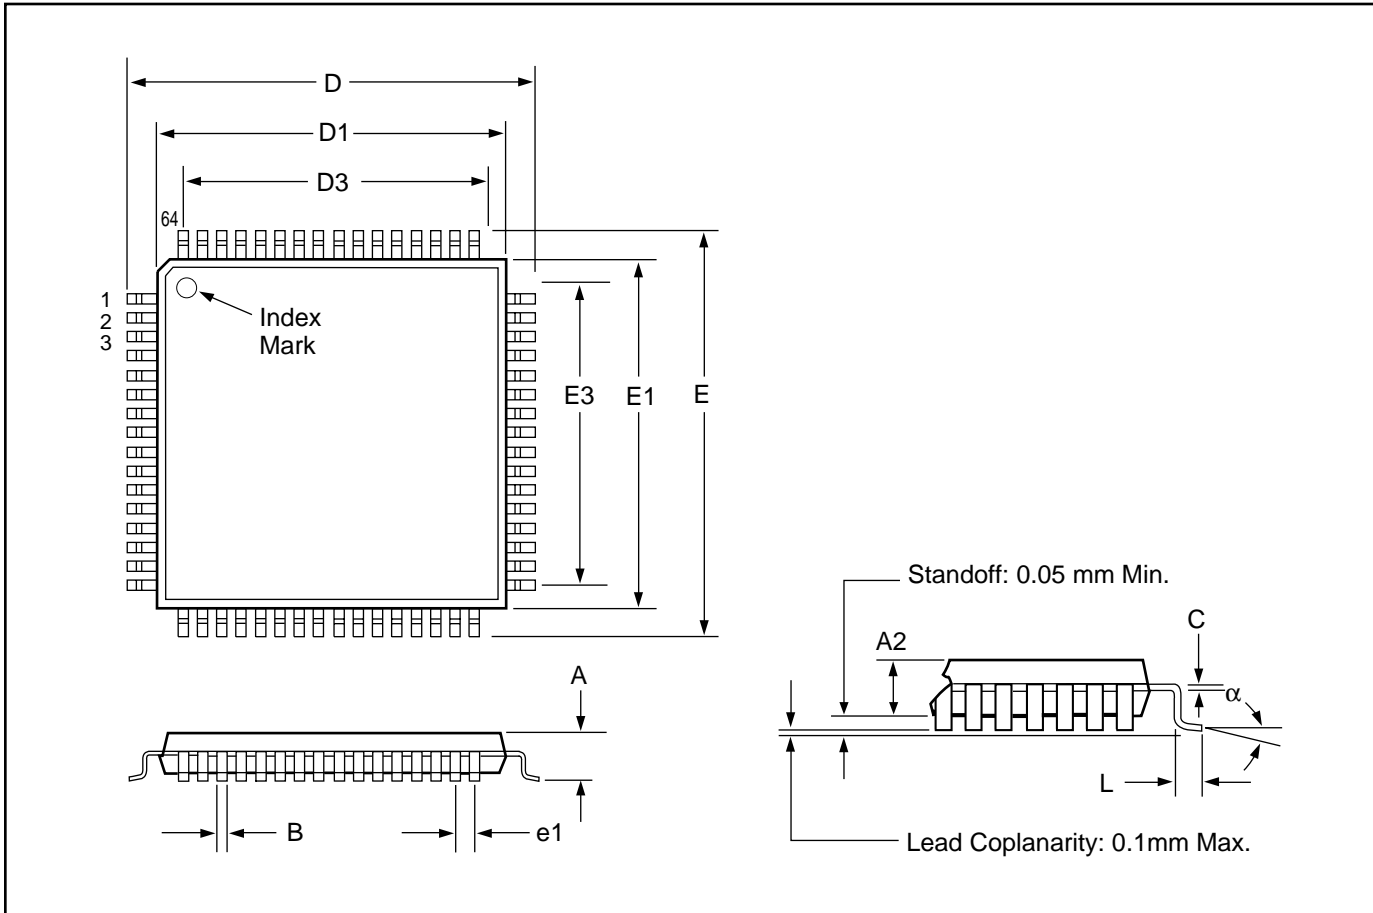 D
D1
D3
64
1
2
3
Index
Mark
E3
E1
E
Standoff: 0.05 mm Min.
C
A2
α
A
L
B
e1
Lead Coplanarity: 0.1mm Max.